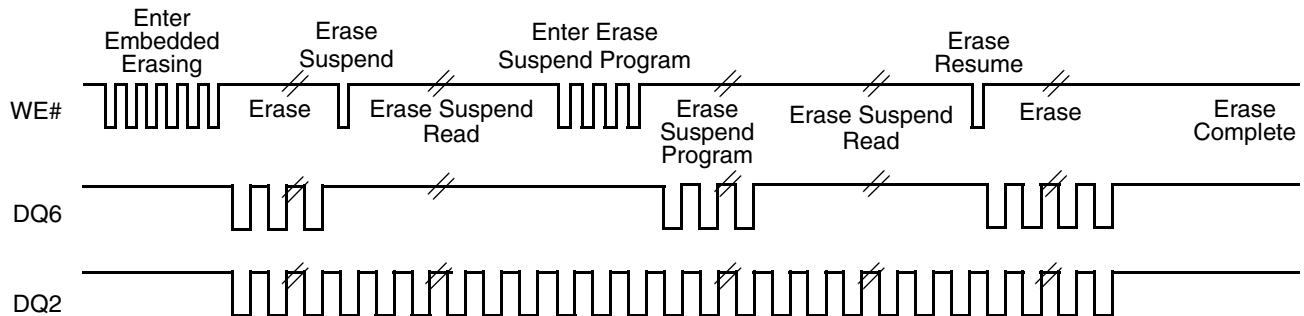 Enter
Embedded
Erasing
Erase
Suspend
Enter Erase
Suspend Program
Erase
Resume
WE#
Erase
Erase Suspend
Read
Erase
Suspend
Program
Erase Suspend
Read
Erase
Erase
Complete
DQ6
DQ2